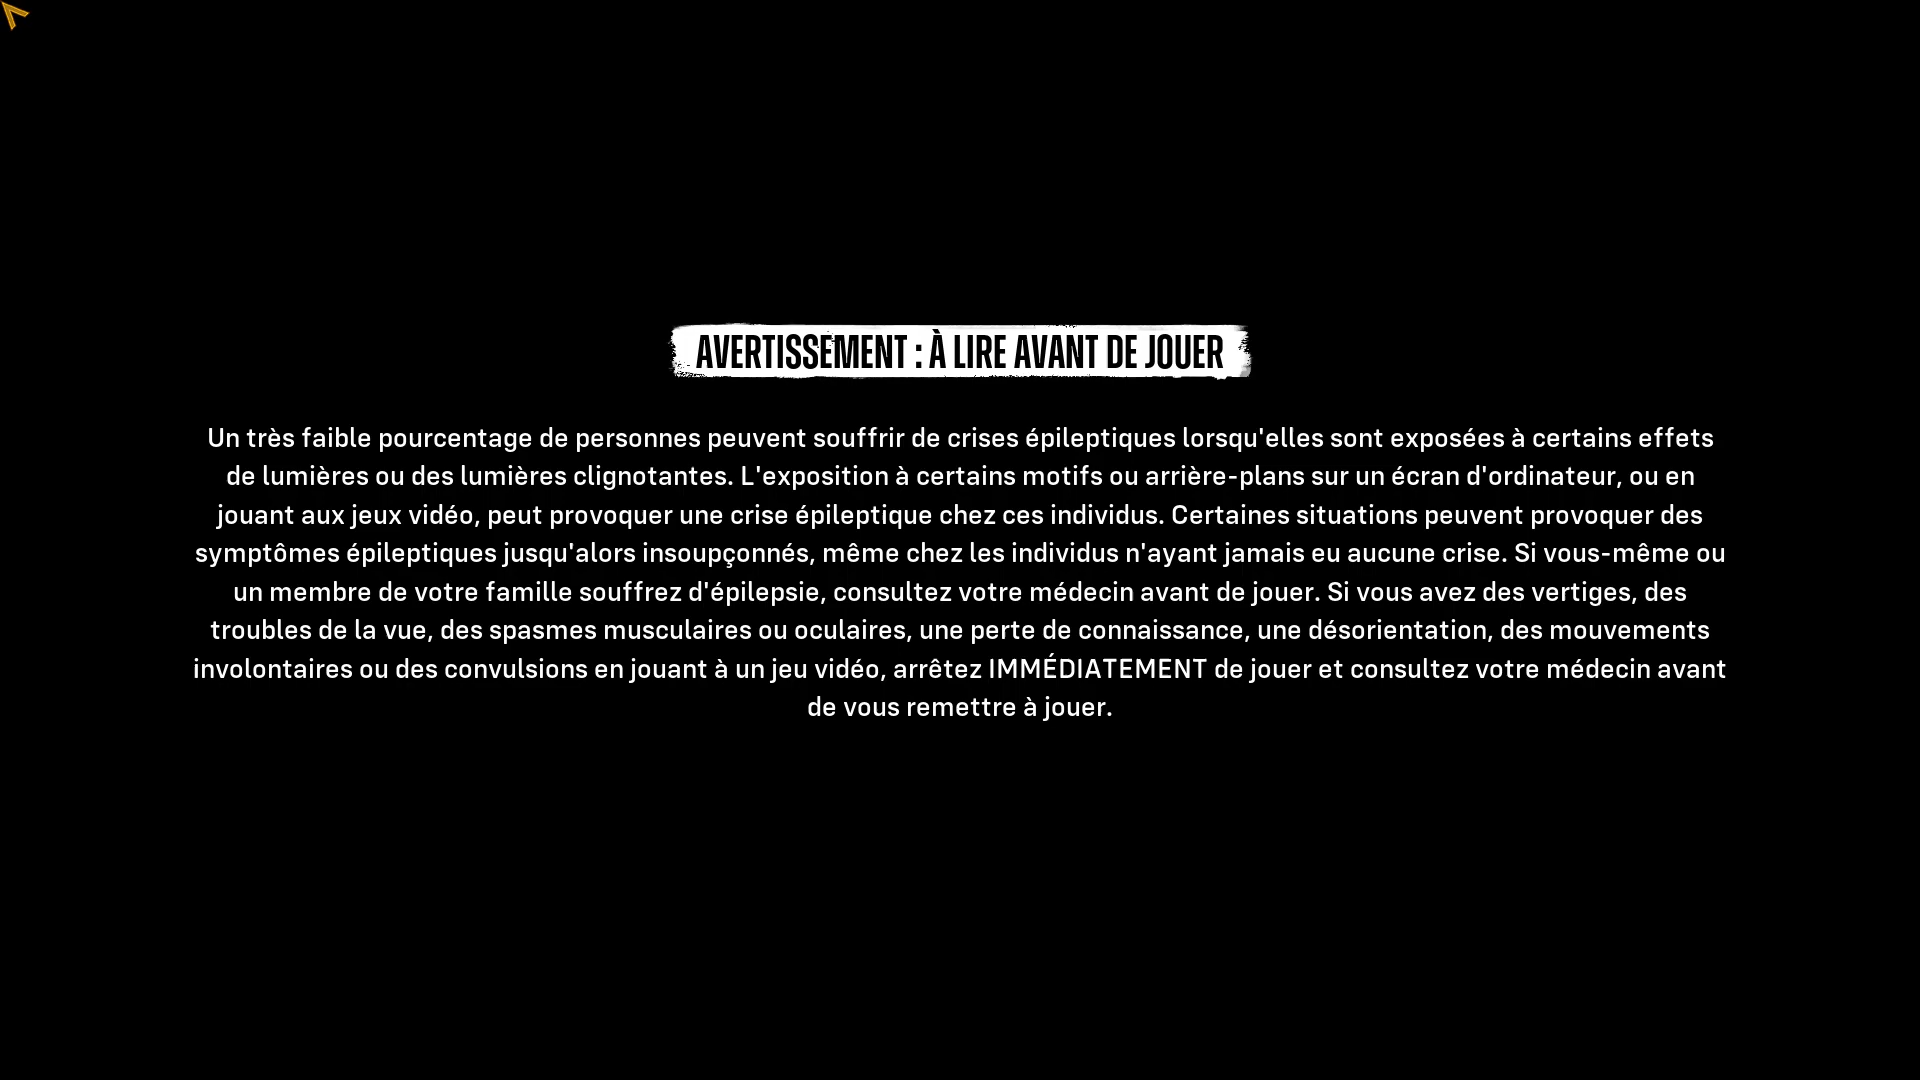 AVERTISSEMENT : À LIRE AVANT DE JOUER
Un très faible pourcentage de personnes peuvent souffrir de crises épileptiques lorsqu'elles sont exposées à certains effets
de lumières ou des lumières clignotantes. L'exposition à certains motifs ou arrière-plans sur un écran d'ordinateur, ou en
jouant aux jeux vidéo, peut provoquer une crise épileptique chez ces individus. Certaines situations peuvent provoquer des
symptômes épileptiques jusqu'alors insoupçonnés, même chez les individus n'ayant jamais eu aucune crise. Si vous-même ou
un membre de votre famille souffrez d'épilepsie, consultez votre médecin avant de jouer. Si vous avez des vertiges, des
troubles de la vue, des spasmes musculaires ou oculaires, une perte de connaissance, une désorientation, des mouvements
involontaires ou des convulsions en jouant à un jeu vidéo, arrêtez IMMÉDIATEMENT de jouer et consultez votre médecin avant
de vous remettre à jouer.